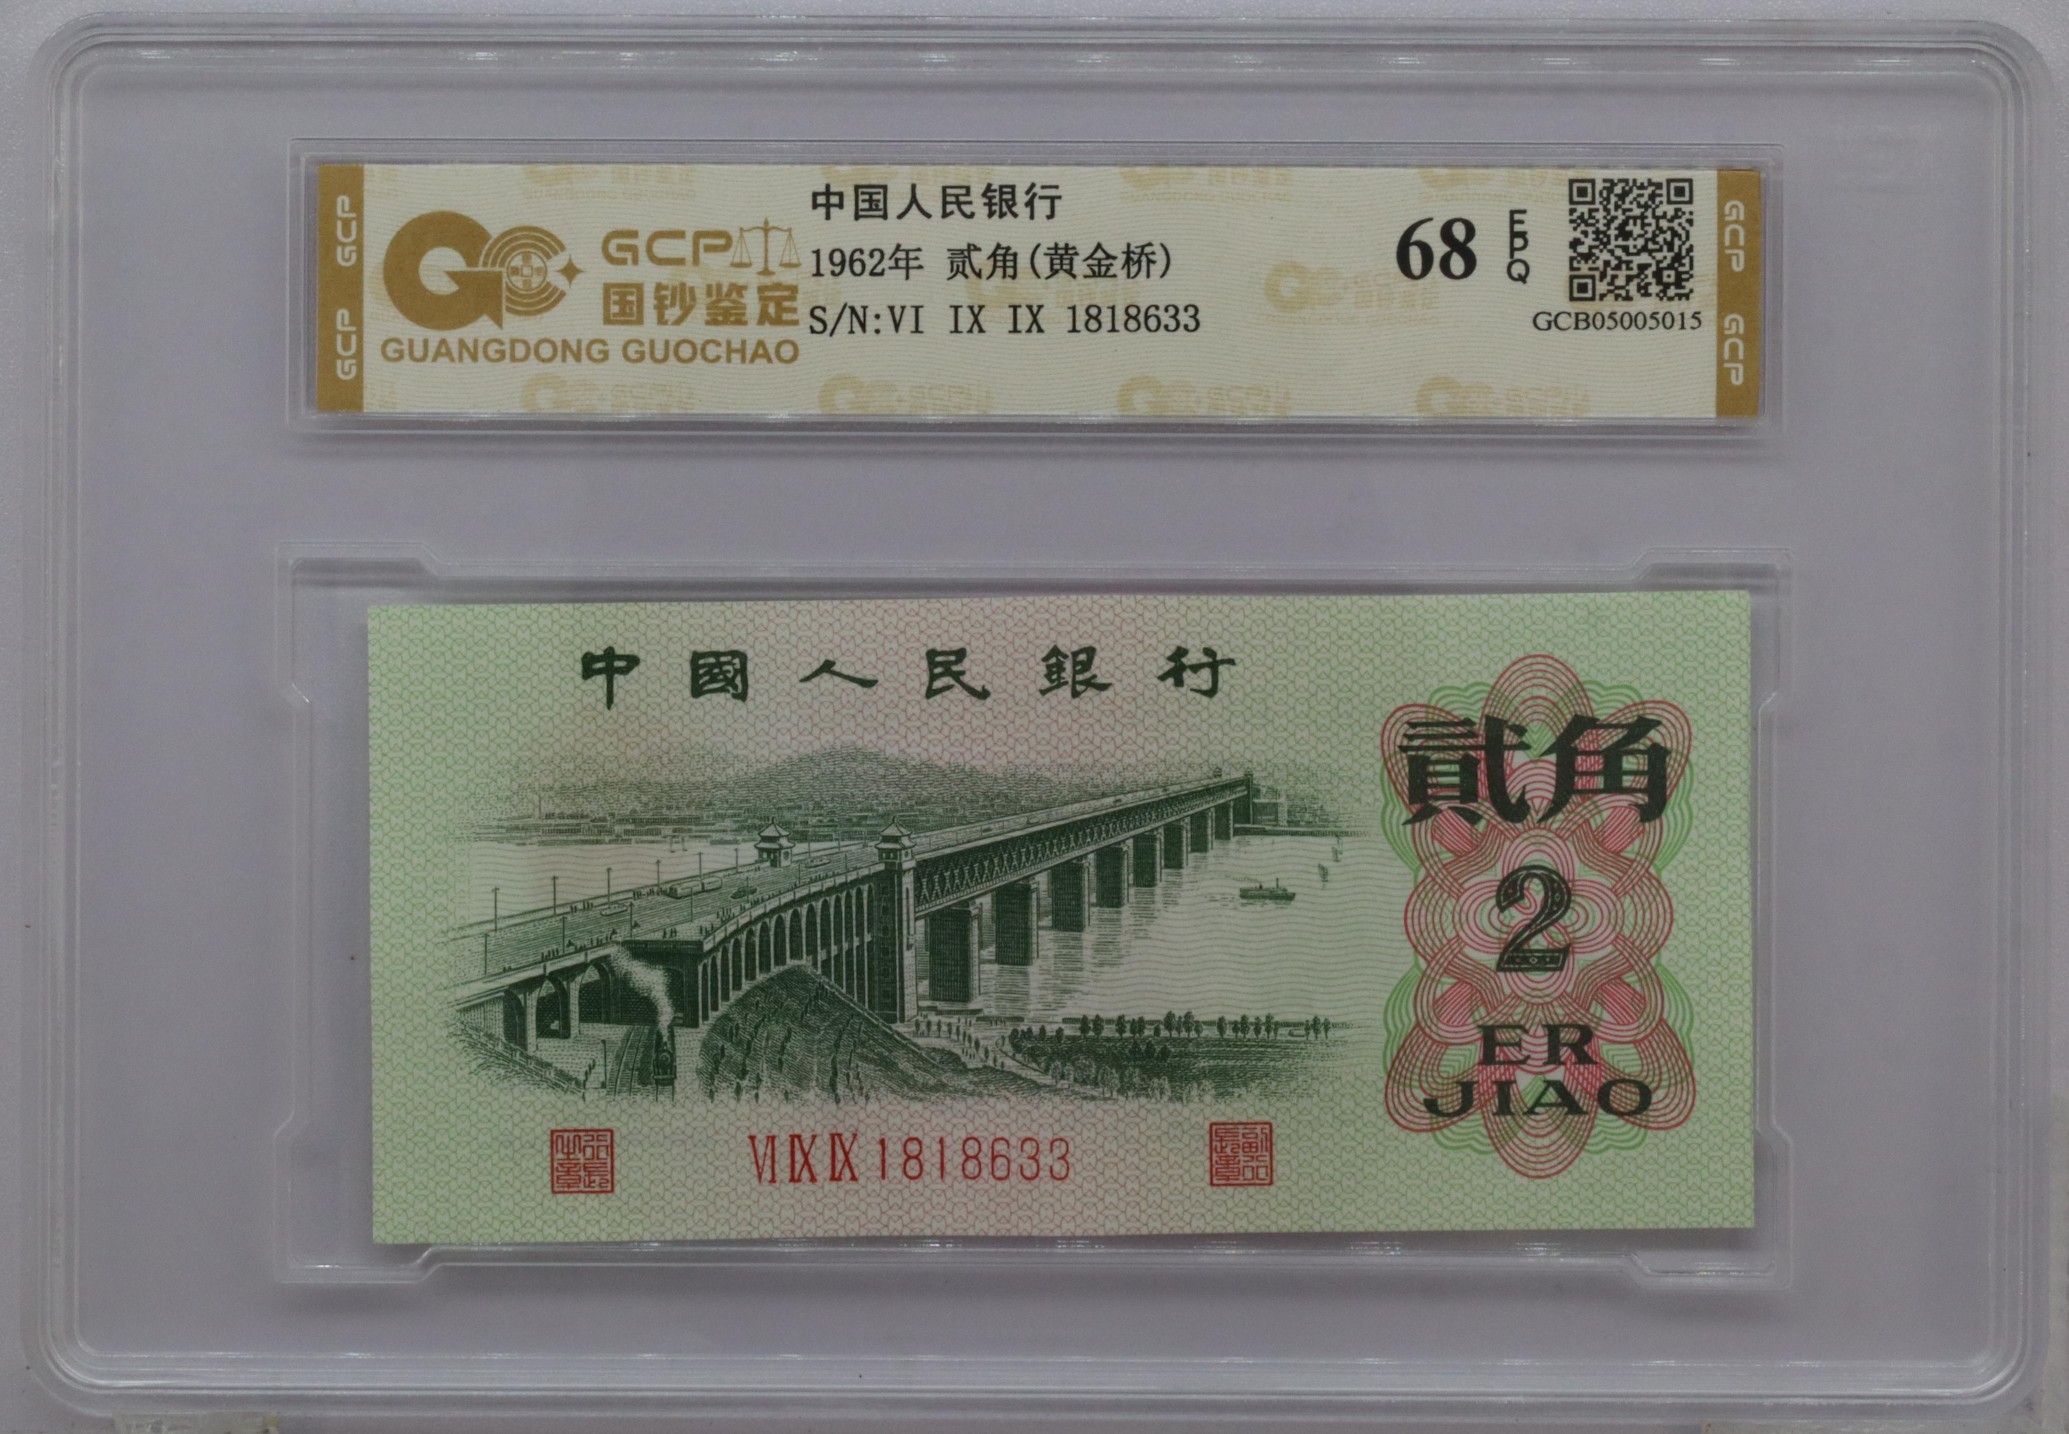 GCP
GCP
GCP
国钞鉴定
GUANGDONG GUOCHAO
中国人民银行
1962年 贰角(黄金桥)
S/N:VI IX IX 1818633
68 EPQ
GCB05005015
GCP
GCP
中國人民銀行
貳角
2
ER
JIAO
VI IX IX 1818633